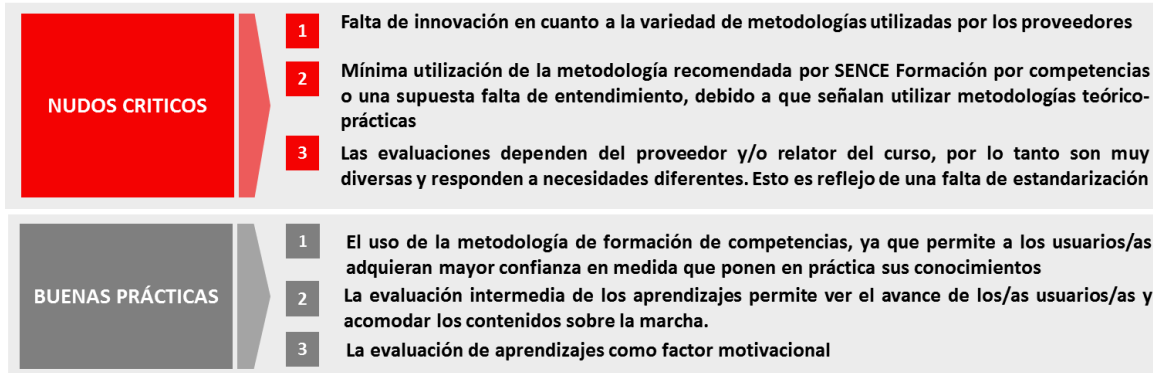 NUDOS CRITICOS
1
Falta de innovación en cuanto a la variedad de metodologías utilizadas por los proveedores
2
Mínima utilización de la metodología recomendada por SENCE Formación por competencias
o una supuesta falta de entendimiento, debido a que señalan utilizar metodologías teórico-
prácticas
3
Las evaluaciones dependen del proveedor y/o relator del curso, por lo tanto son muy
diversas y responden a necesidades diferentes. Esto es reflejo de una falta de estandarización
BUENAS PRÁCTICAS
1
El uso de la metodología de formación de competencias, ya que permite a los usuarios/as
adquieran mayor confianza en medida que ponen en práctica sus conocimientos
2
La evaluación intermedia de los aprendizajes permite ver el avance de los/as usuarios/as y
acomodar los contenidos sobre la marcha.
3
La evaluación de aprendizajes como factor motivacional